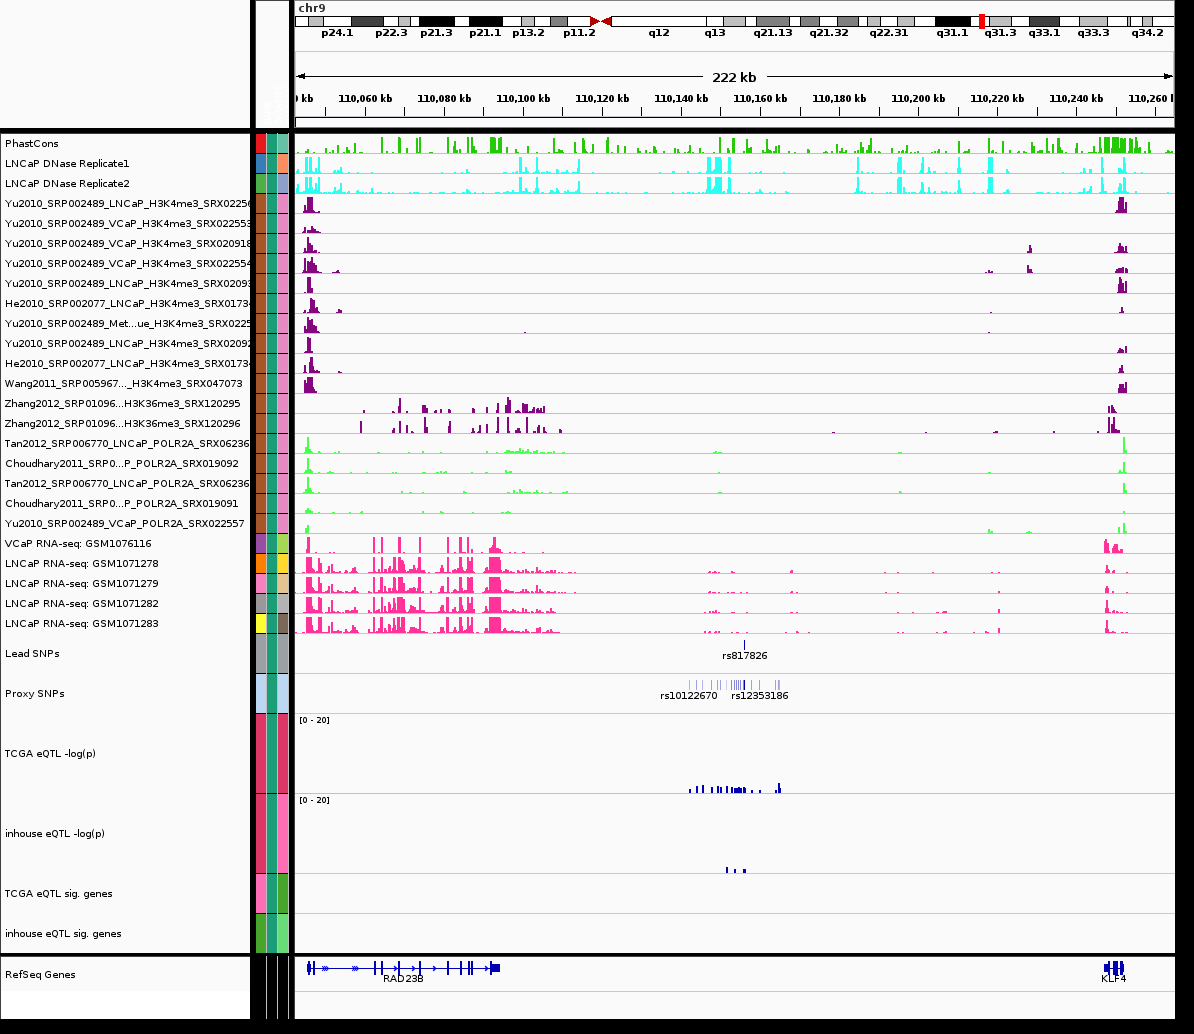 chr9
p24.1 p22.3 p21.3 p21.1 p13.2 p11.2 q12 q13 q21.13 q21.32 q22.31 q31.1 q31.3 q33.1 q33.3 q34.2
222 kb
kb 110,060 kb 110,080 kb 110,100 kb 110,120 kb 110,140 kb 110,160 kb 110,180 kb 110,200 kb 110,220 kb 110,240 kb 110,260
PhastCons
LNCaP DNase Replicate1
LNCaP DNase Replicate2
Yu2010_SRP002489_LNCaP_H3K4me3_SRX02250
Yu2010_SRP002489_VCaP_H3K4me3_SRX022553
Yu2010_SRP002489_VCaP_H3K4me3_SRX020918
Yu2010_SRP002489_VCaP_H3K4me3_SRX022554
Yu2010_SRP002489_LNCaP_H3K4me3_SRX0209
He2010_SRP002077_LNCaP_H3K4me3_SRX0173
Yu2010_SRP002489_Met...ue_H3K4me3_SRX0225
Yu2010_SRP002489_LNCaP_H3K4me3_SRX0209
He2010_SRP002077_LNCaP_H3K4me3_SRX0173
Wang2011_SRP005967..._H3K4me3_SRX047073
Zhang2012_SRP01096...H3K36me3_SRX120295
Zhang2012_SRP01096...H3K36me3_SRX120296
Tan2012_SRP006770_LNCaP_POLR2A_SRX06236
Choudhary2011_SRP0...P_POLR2A_SRX019092
Tan2012_SRP006770_LNCaP_POLR2A_SRX06236
Choudhary2011_SRP0...P_POLR2A_SRX019091
Yu2010_SRP002489_VCaP_POLR2A_SRX022557
VCaP RNA-seq: GSM1076116
LNCaP RNA-seq: GSM1071278
LNCaP RNA-seq: GSM1071279
LNCaP RNA-seq: GSM1071282
LNCaP RNA-seq: GSM1071283
Lead SNPs
rs817826
Proxy SNPs
rs10122670 rs12353186
[0 - 20]
TCGA eQTL -log(p)
[0 - 20]
inhouse eQTL -log(p)
TCGA eQTL sig. genes
inhouse eQTL sig. genes
RefSeq Genes
RAD23B KLF4